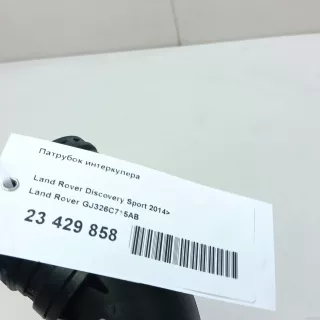 Патрубок интеркулера
Land Rover Discovery Sport 2014>
Land Rover GJ326C715AB
23 429 858